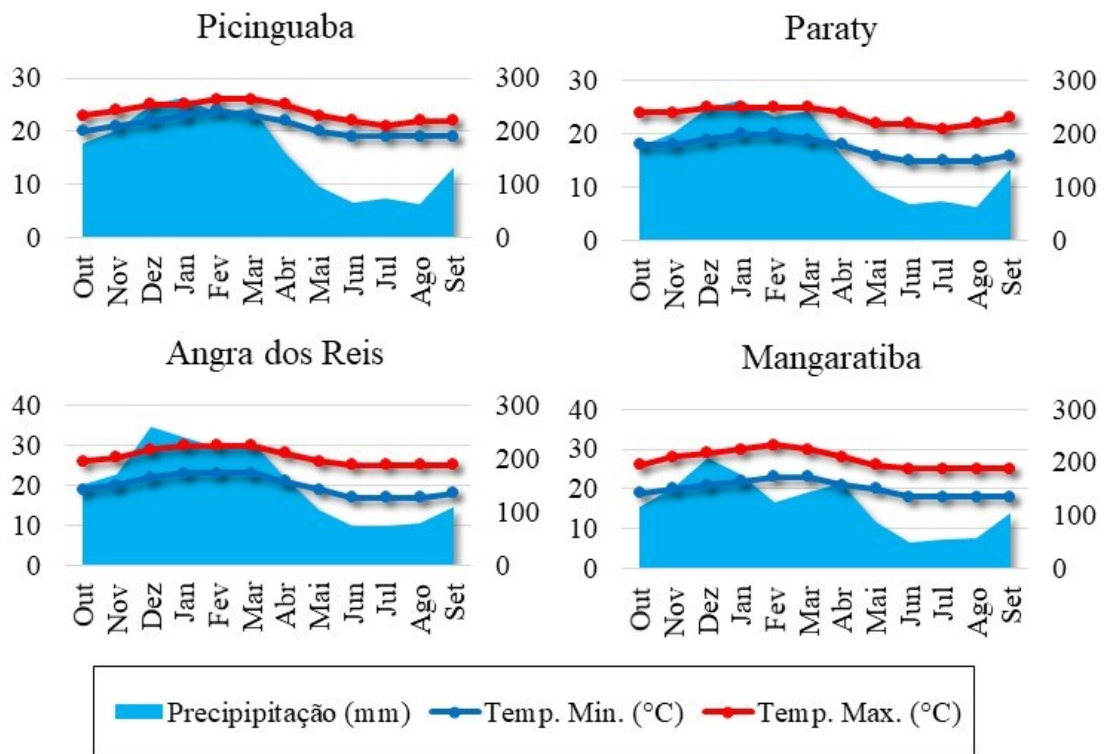 Picinguaba
30
20
10
0
300
200
100
0
Out
Nov
Dez
Jan
Fev
Mar
Abr
Mai
Jun
Jul
Ago
Set
Paraty
30
20
10
0
300
200
100
0
Out
Nov
Dez
Jan
Fev
Mar
Abr
Mai
Jun
Jul
Ago
Set
Angra dos Reis
40
30
20
10
0
300
200
100
0
Out
Nov
Dez
Jan
Fev
Mar
Abr
Mai
Jun
Jul
Ago
Set
Mangaratiba
40
30
20
10
0
300
200
100
0
Out
Nov
Dez
Jan
Fev
Mar
Abr
Mai
Jun
Jul
Ago
Set
Precipipitação (mm) Temp. Min. (°C) Temp. Max. (°C)